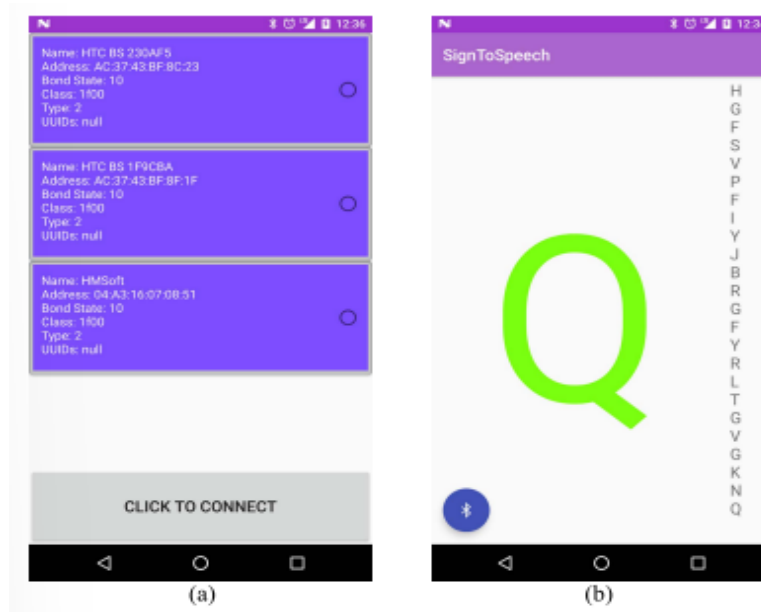 12:36
Name: HTC BS 230AF5
Address: AC:37:43:BF:8C:23
Bond State: 10
Class: 1f00
Type: 2
UUIDs: null
Name: HTC BS 1F9CBA
Address: AC:37:43:BF:8F:1F
Bond State: 10
Class: 1f00
Type: 2
UUIDs: null
Name: HMSoft
Address: 04:A3:16:07:08:51
Bond State: 10
Class: 1f00
Type: 2
UUIDs: null
CLICK TO CONNECT
(a)
SignToSpeech
H
G
F
S
V
P
F
I
Y
J
B
R
G
F
Y
R
L
T
G
V
G
K
N
Q
Q
(b)